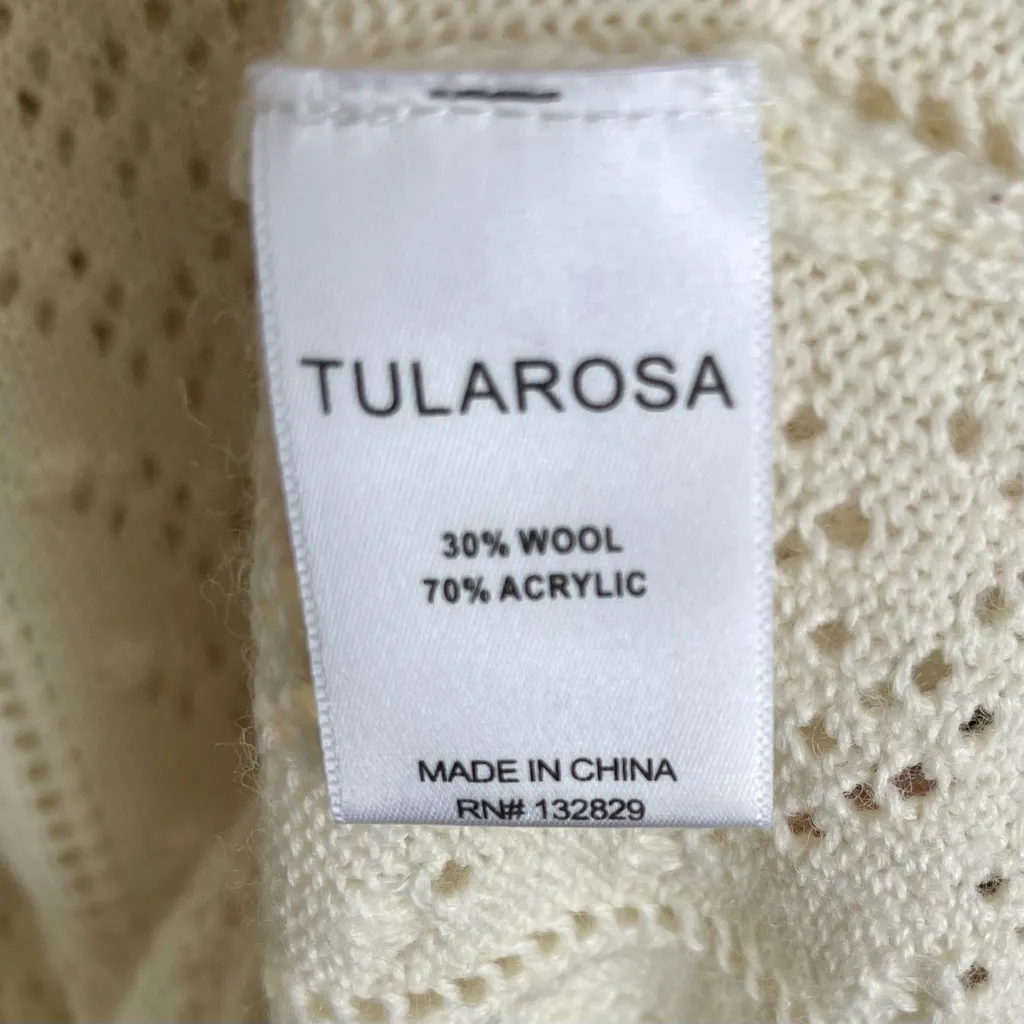 TULAROSA
30% WOOL
70% ACRYLIC
MADE IN CHINA
RN# 132829